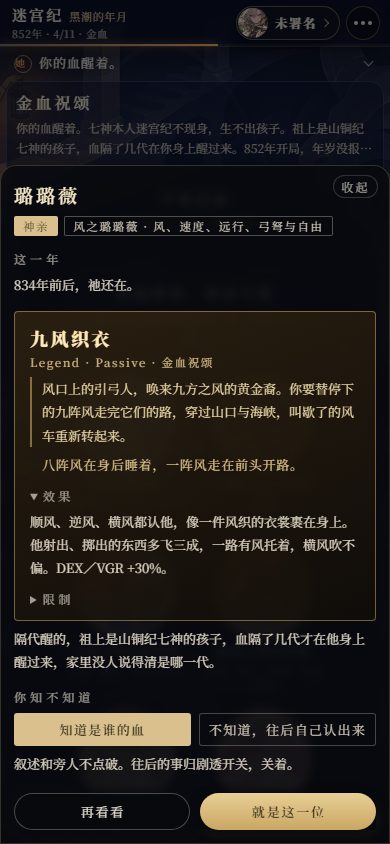 迷宫纪 黑潮的年月
852年 · 4/11 · 金血
未署名
她 你的血醒着。
金血祝颂
你的血醒着。七神本人迷宫纪不现身，生不出孩子。祖上是山铜纪
七神的孩子，血隔了几代在你身上醒过来。852年开局，年岁没报…
璐璐薇
收起
神亲 风之璐璐薇 · 风、速度、远行、弓弩与自由
这一年
834年前后，祂还在。
九风织衣
Legend · Passive · 金血祝颂
风口上的引弓人，唤来九方之风的黄金裔。你要替停下
的九阵风走完它们的路，穿过山口与海峡，叫歇了的风
车重新转起来。
八阵风在身后睡着，一阵风走在前头开路。
▼ 效果
顺风、逆风、横风都认他，像一件风织的衣裳裹在身上。
他射出、掷出的东西多飞三成，一路有风托着，横风吹不
偏。DEX／VGR +30%。
▶ 限制
隔代醒的，祖上是山铜纪七神的孩子，血隔了几代才在他身上
醒过来，家里没人说得清是哪一代。
你知不知道
知道是谁的血
不知道，往后自己认出来
叙述和旁人不点破。往后的事归剧透开关，关着。
再看看
就是这一位